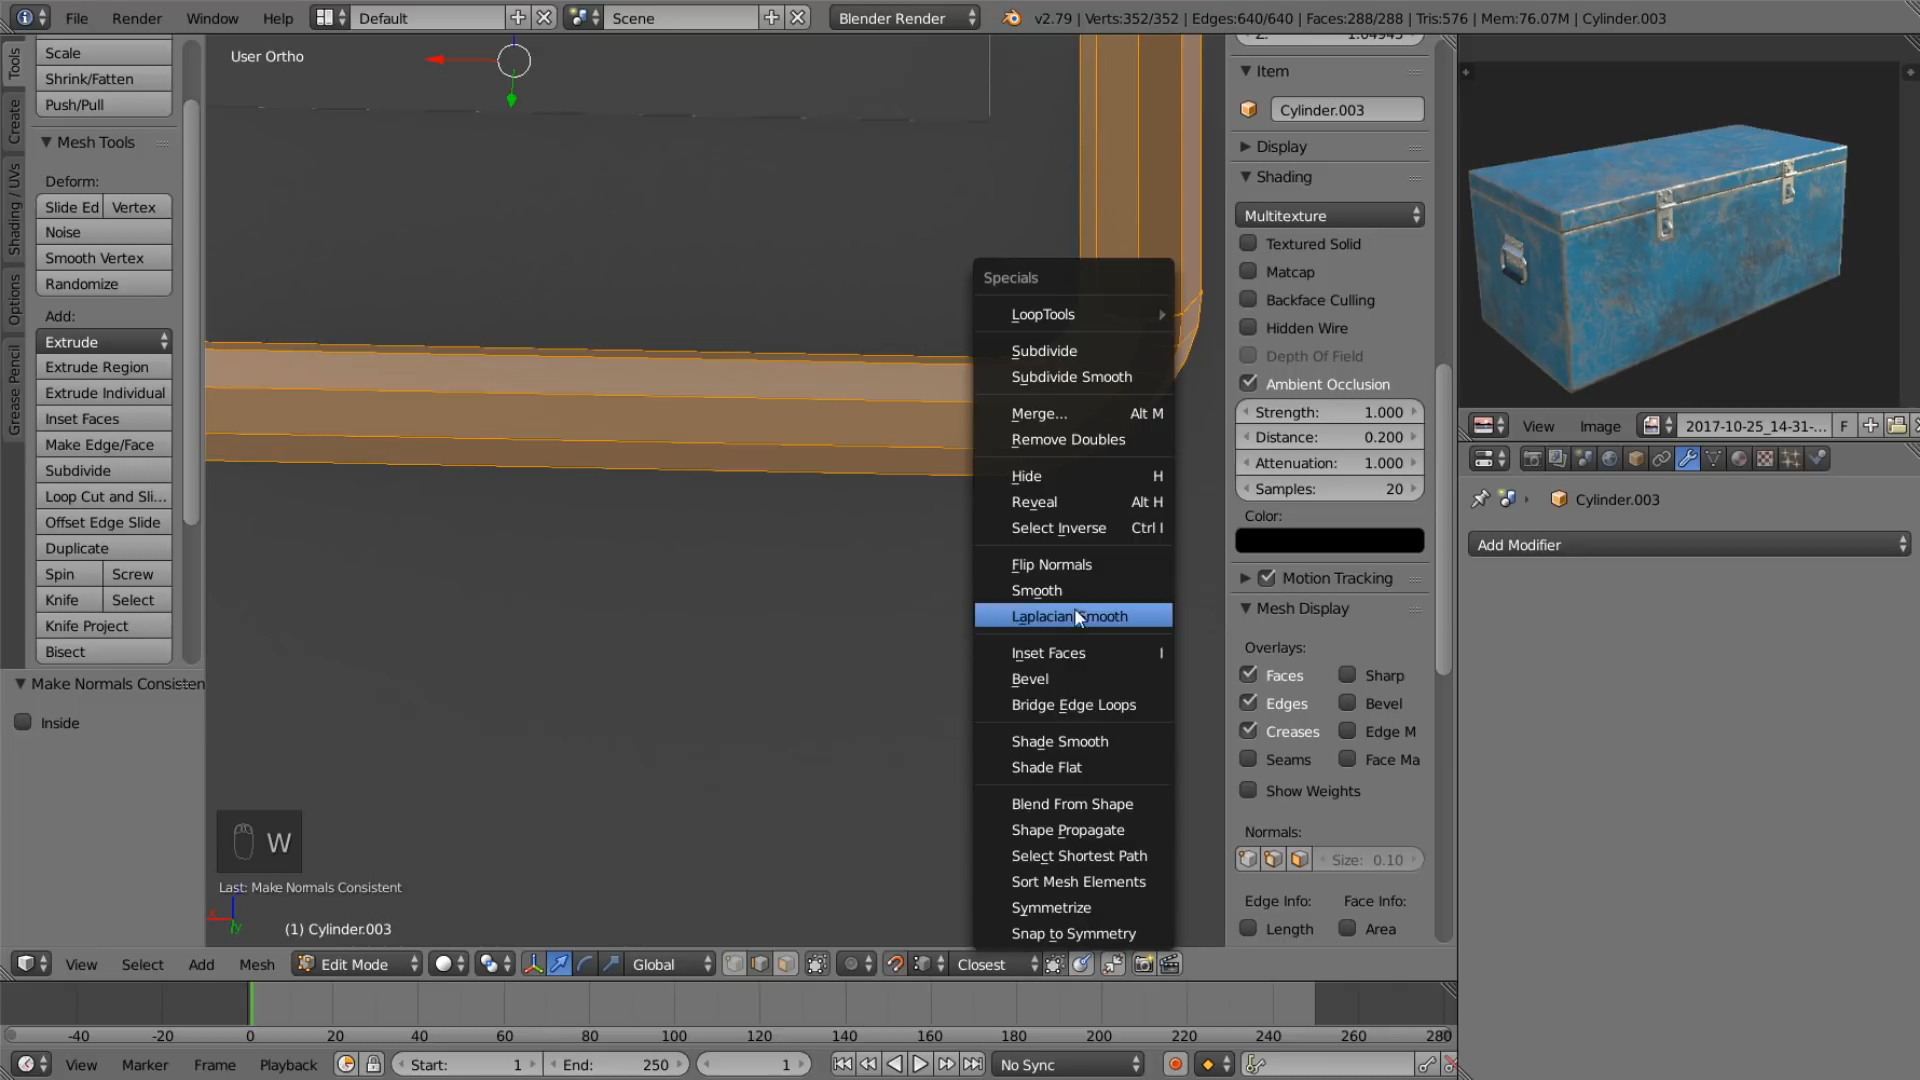 File
Render
Window
Help
Default
Scene
Blender Render
v2.79 | Verts:352/352 | Edges:640/640 | Faces:288/288 | Tris:576 | Mem:76.07M | Cylinder.003
Tools
Create
Shading / UVs
Options
Grease Pencil
Scale
Shrink/Fatten
Push/Pull
Mesh Tools
Deform:
Slide Ed
Vertex
Noise
Smooth Vertex
Randomize
Add:
Extrude
Extrude Region
Extrude Individual
Inset Faces
Make Edge/Face
Subdivide
Loop Cut and Sli...
Offset Edge Slide
Duplicate
Spin
Screw
Knife
Select
Knife Project
Bisect
Make Normals Consisten
Inside
User Ortho
W
Last: Make Normals Consistent
(1) Cylinder.003
Specials
LoopTools
Subdivide
Subdivide Smooth
Merge... Alt M
Remove Doubles
Hide H
Reveal Alt H
Select Inverse Ctrl I
Flip Normals
Smooth
Laplacian Smooth
Inset Faces I
Bevel
Bridge Edge Loops
Shade Smooth
Shade Flat
Blend From Shape
Shape Propagate
Select Shortest Path
Sort Mesh Elements
Symmetrize
Snap to Symmetry
Item
Cylinder.003
Display
Shading
Multitexture
Textured Solid
Matcap
Backface Culling
Hidden Wire
Depth Of Field
Ambient Occlusion
Strength: 1.000
Distance: 0.200
Attenuation: 1.000
Samples: 20
Color:
Motion Tracking
Mesh Display
Overlays:
Faces
Sharp
Edges
Bevel
Creases
Edge M
Seams
Face Ma
Show Weights
Normals:
Size: 0.10
Edge Info:
Face Info:
Length
Area
View
Image
2017-10-25_14-31-...
F
Cylinder.003
Add Modifier
View
Select
Add
Mesh
Edit Mode
Global
Closest
-40 -20 0 20 40 60 80 100 120 140 160 180 200 220 240 260 280
View
Marker
Frame
Playback
Start: 1
End: 250
1
No Sync